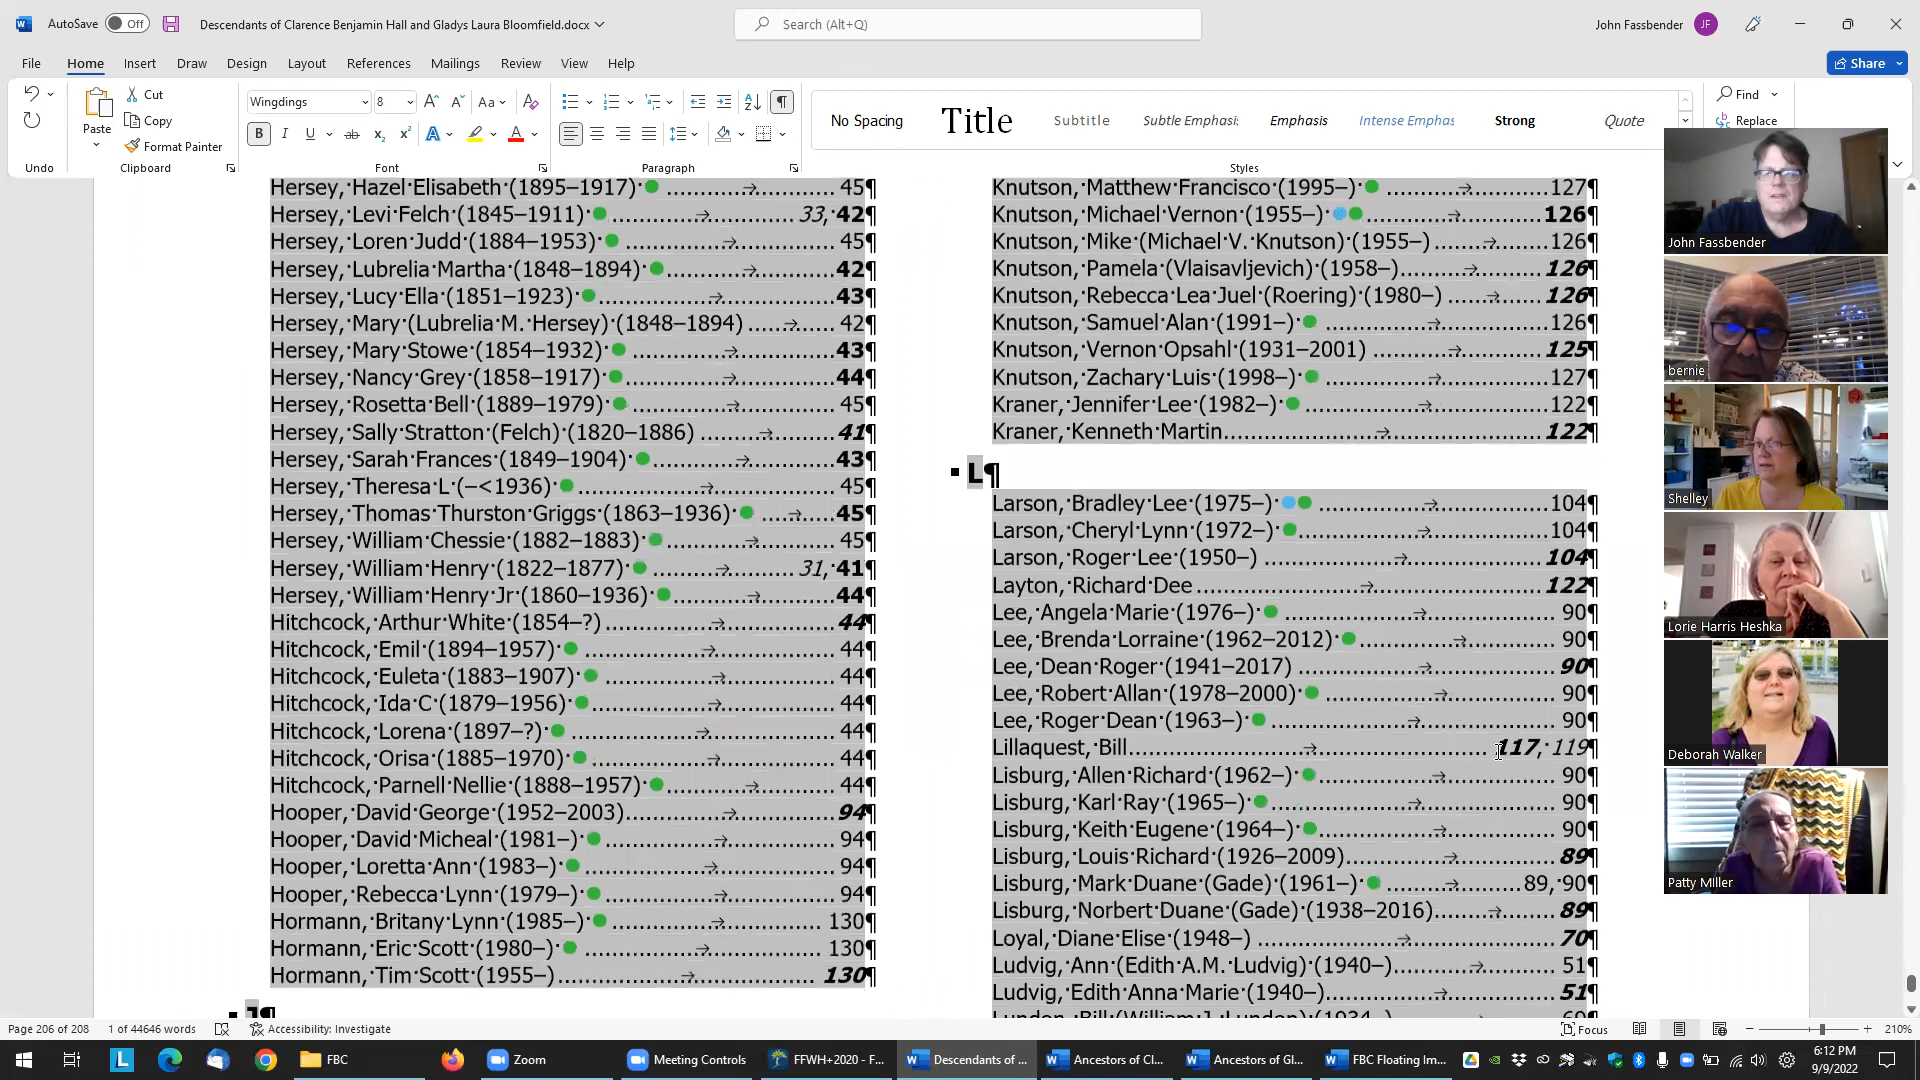 AutoSave Off Descendants of Clarence Benjamin Hall and Gladys Laura Bloomfield.docx Search (Alt+Q) John Fassbender JF
File Home Insert Draw Design Layout References Mailings Review View Help Share
Paste Cut Copy Format Painter
Wingdings 8 Aa
B I U ab x₂ x² A A
No Spacing Title Subtitle Subtle Emphasi: Emphasis Intense Emphas Strong Quote
Find Replace
Undo Clipboard Font Paragraph Styles
Hersey, Hazel Elisabeth (1895–1917) → 45¶
Hersey, Levi Felch (1845–1911) → 33, 42¶
Hersey, Loren Judd (1884–1953) → 45¶
Hersey, Lubrelia Martha (1848–1894) → 42¶
Hersey, Lucy Ella (1851–1923) → 43¶
Hersey, Mary (Lubrelia M. Hersey) (1848–1894) → 42¶
Hersey, Mary Stowe (1854–1932) → 43¶
Hersey, Nancy Grey (1858–1917) → 44¶
Hersey, Rosetta Bell (1889–1979) → 45¶
Hersey, Sally Stratton (Felch) (1820–1886) → 41¶
Hersey, Sarah Frances (1849–1904) → 43¶
Hersey, Theresa L (–<1936) → 45¶
Hersey, Thomas Thurston Griggs (1863–1936) → 45¶
Hersey, William Chessie (1882–1883) → 45¶
Hersey, William Henry (1822–1877) → 31, 41¶
Hersey, William Henry Jr (1860–1936) → 44¶
Hitchcock, Arthur White (1854–?) → 44¶
Hitchcock, Emil (1894–1957) → 44¶
Hitchcock, Euleta (1883–1907) → 44¶
Hitchcock, Ida C (1879–1956) → 44¶
Hitchcock, Lorena (1897–?) → 44¶
Hitchcock, Orisa (1885–1970) → 44¶
Hitchcock, Parnell Nellie (1888–1957) → 44¶
Hooper, David George (1952–2003) → 94¶
Hooper, David Micheal (1981–) → 94¶
Hooper, Loretta Ann (1983–) → 94¶
Hooper, Rebecca Lynn (1979–) → 94¶
Hormann, Britany Lynn (1985–) → 130¶
Hormann, Eric Scott (1980–) → 130¶
Hormann, Tim Scott (1955–) → 130¶
Knutson, Matthew Francisco (1995–) → 127¶
Knutson, Michael Vernon (1955–) → 126¶
Knutson, Mike (Michael V. Knutson) (1955–) → 126¶
Knutson, Pamela (Vlaisavljevich) (1958–) → 126¶
Knutson, Rebecca Lea Juel (Roering) (1980–) → 126¶
Knutson, Samuel Alan (1991–) → 126¶
Knutson, Vernon Opsahl (1931–2001) → 125¶
Knutson, Zachary Luis (1998–) → 127¶
Kraner, Jennifer Lee (1982–) → 122¶
Kraner, Kenneth Martin → 122¶
L¶
Larson, Bradley Lee (1975–) → 104¶
Larson, Cheryl Lynn (1972–) → 104¶
Larson, Roger Lee (1950–) → 104¶
Layton, Richard Dee → 122¶
Lee, Angela Marie (1976–) → 90¶
Lee, Brenda Lorraine (1962–2012) → 90¶
Lee, Dean Roger (1941–2017) → 90¶
Lee, Robert Allan (1978–2000) → 90¶
Lee, Roger Dean (1963–) → 90¶
Lillaquest, Bill → 117, 119¶
Lisburg, Allen Richard (1962–) → 90¶
Lisburg, Karl Ray (1965–) → 90¶
Lisburg, Keith Eugene (1964–) → 90¶
Lisburg, Louis Richard (1926–2009) → 89¶
Lisburg, Mark Duane (Gade) (1961–) → 89, 90¶
Lisburg, Norbert Duane (Gade) (1938–2016) → 89¶
Loyal, Diane Elise (1948–) → 70¶
Ludvig, Ann (Edith A.M. Ludvig) (1940–) → 51¶
Ludvig, Edith Anna Marie (1940–) → 51¶
John Fassbender
bernie
Shelley
Lorie Harris Heshka
Deborah Walker
Patty Miller
Page 206 of 208 1 of 44646 words Accessibility: Investigate Focus 210%
FBC Zoom Meeting Controls FFWH+2020 - F... Descendants of ... Ancestors of Cl... Ancestors of Gl... FBC Floating Im...
6:12 PM
9/9/2022